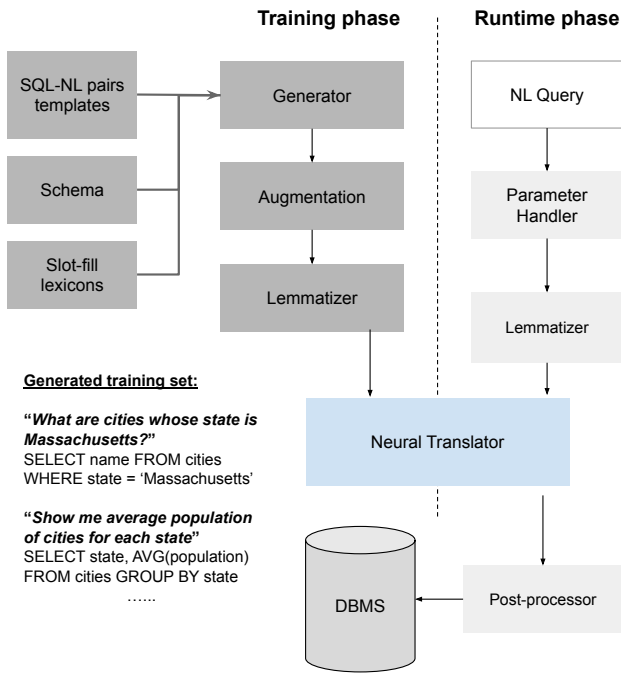 Training phase
Runtime phase
SQL-NL pairs
templates
Schema
Slot-fill
lexicons
Generator
Augmentation
Lemmatizer
NL Query
Parameter
Handler
Lemmatizer
Neural Translator
Generated training set:
“What are cities whose state is
Massachusetts?”
SELECT name FROM cities
WHERE state = ‘Massachusetts’
“Show me average population
of cities for each state”
SELECT state, AVG(population)
FROM cities GROUP BY state
…...
DBMS
Post-processor